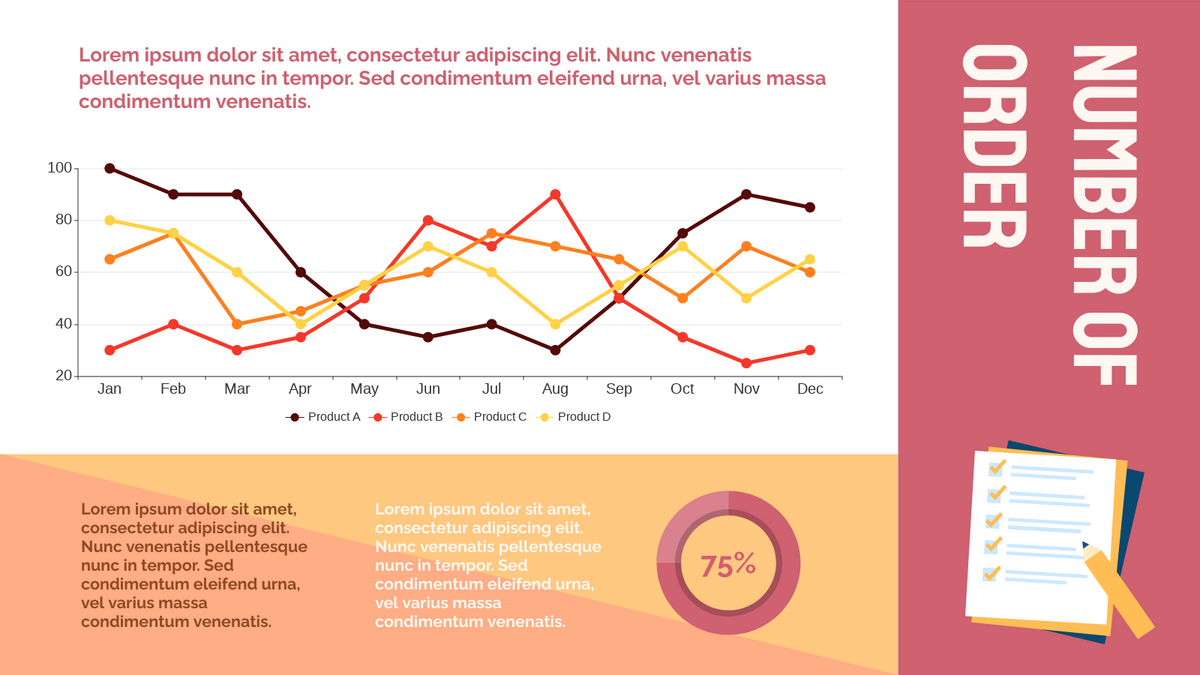 Lorem ipsum dolor sit amet, consectetur adipiscing elit. Nunc venenatis
pellentesque nunc in tempor. Sed condimentum eleifend urna, vel varius massa
condimentum venenatis.
NUMBER OF
ORDER
100
80
60
40
20
Jan Feb Mar Apr May Jun Jul Aug Sep Oct Nov Dec
Product A Product B Product C Product D
Lorem ipsum dolor sit amet,
consectetur adipiscing elit.
Nunc venenatis pellentesque
nunc in tempor. Sed
condimentum eleifend urna,
vel varius massa
condimentum venenatis.
Lorem ipsum dolor sit amet,
consectetur adipiscing elit.
Nunc venenatis pellentesque
nunc in tempor. Sed
condimentum eleifend urna,
vel varius massa
condimentum venenatis.
75%